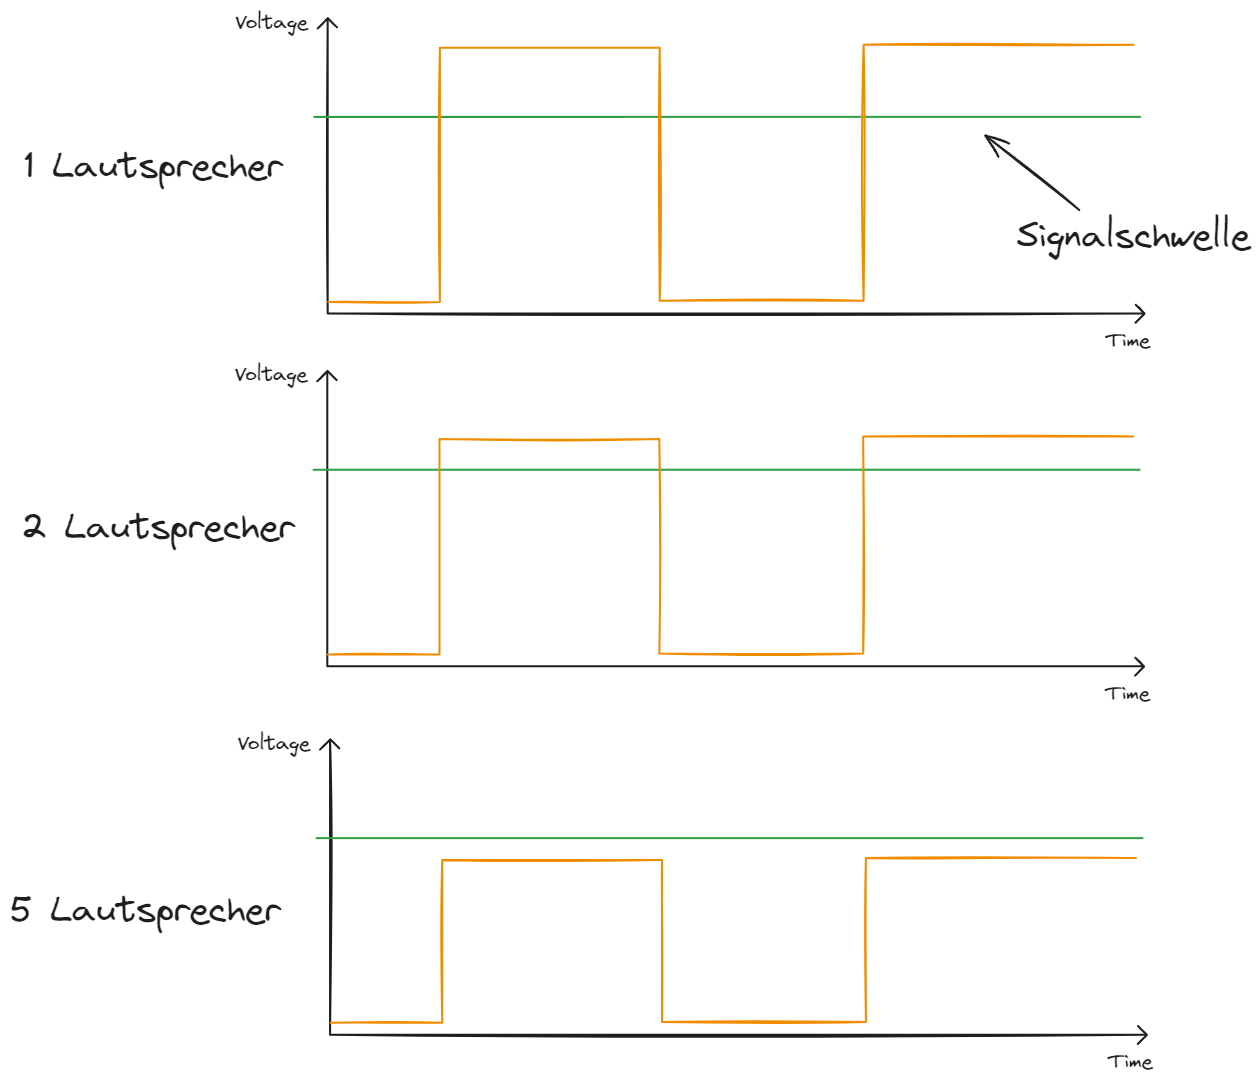 Voltage
1 Lautsprecher
Signalschwelle
Time
Voltage
2 Lautsprecher
Time
Voltage
5 Lautsprecher
Time